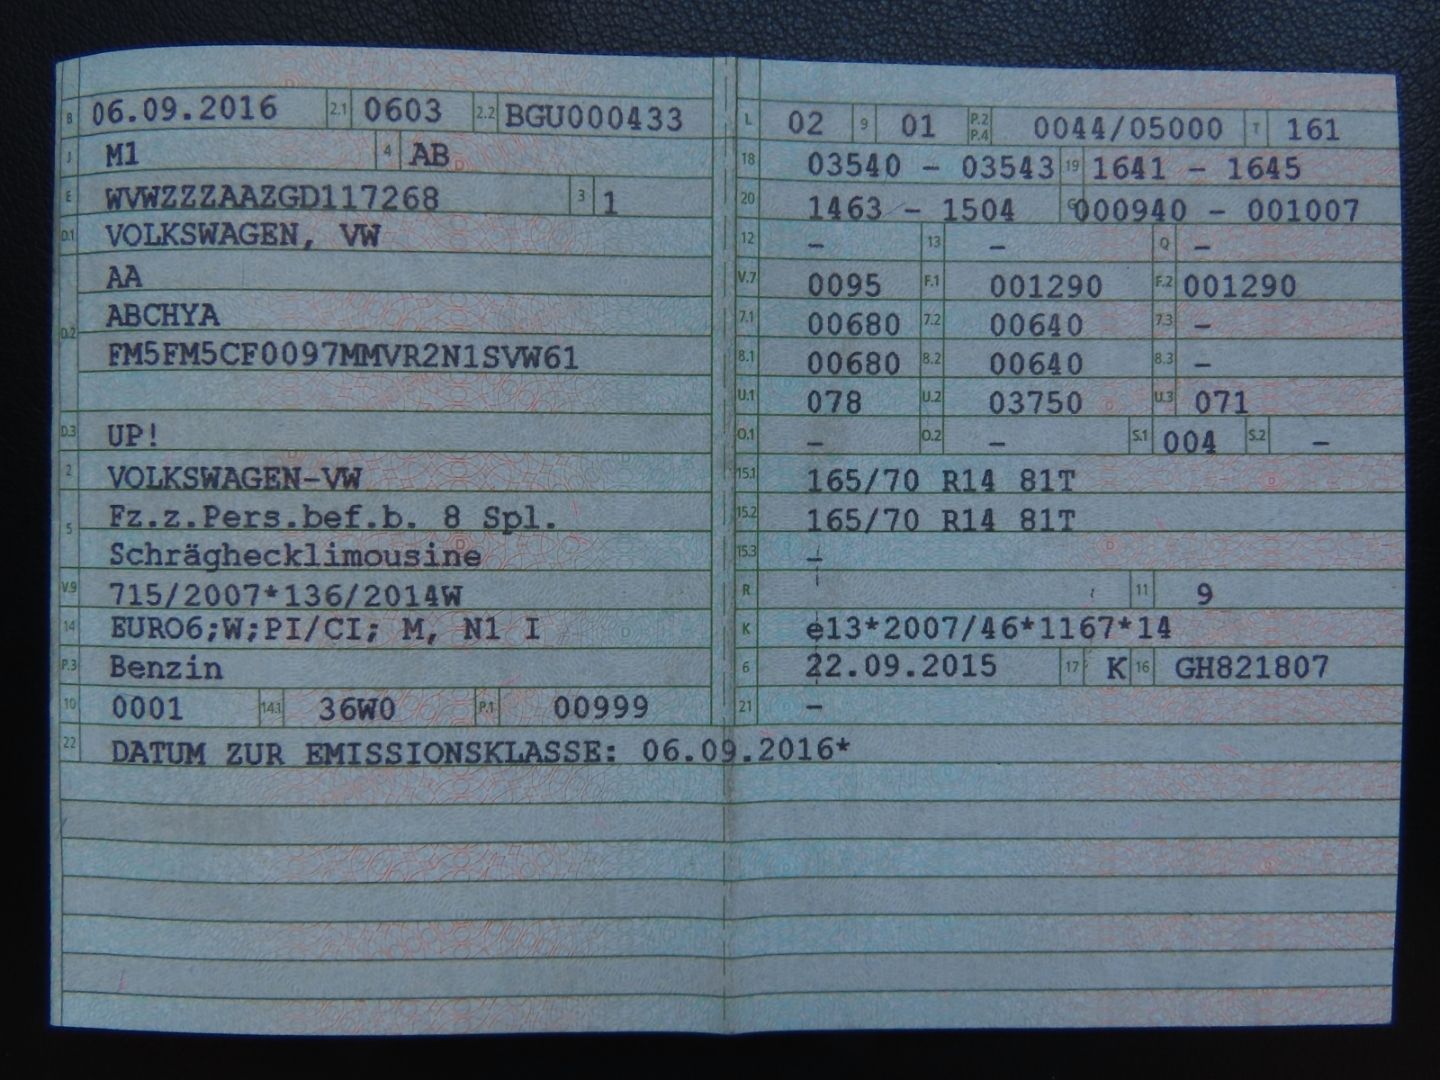 B 06.09.2016 2.1 0603 2.2 BGU000433
J M1 4 AB
E WVWZZZAAZGD117268 3 1
D.1 VOLKSWAGEN, VW
AA
D.2 ABCHYA
FM5FM5CF0097MMVR2N1SVW61
D.3 UP!
2 VOLKSWAGEN-VW
5 Fz.z.Pers.bef.b. 8 Spl.
Schräghecklimousine
V.9 715/2007*136/2014W
14 EURO6;W;PI/CI; M, N1 I
P.3 Benzin
10 0001 14.1 36W0 P.1 00999
22 DATUM ZUR EMISSIONSKLASSE: 06.09.2016*
L 02 9 01 P.2 P.4 0044/05000 T 161
18 03540 - 03543 19 1641 - 1645
20 1463 - 1504 G 000940 - 001007
12 - 13 - Q -
V.7 0095 F.1 001290 F.2 001290
7.1 00680 7.2 00640 7.3 -
8.1 00680 8.2 00640 8.3 -
U.1 078 U.2 03750 U.3 071
O.1 - O.2 - S.1 004 S.2 -
15.1 165/70 R14 81T
15.2 165/70 R14 81T
15.3 -
R 11 9
K e13*2007/46*1167*14
6 22.09.2015 17 K 16 GH821807
21 -